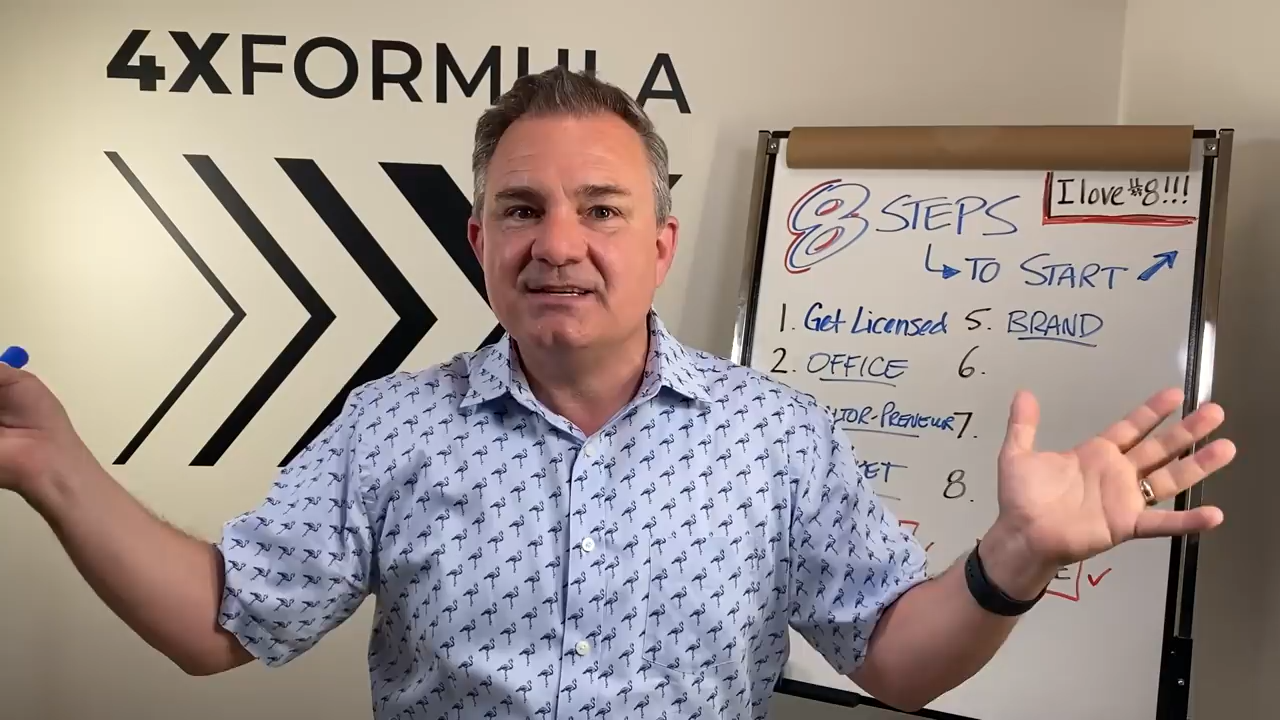 4XFORMULA
I love #8!!!
8 STEPS
TO START
1. Get Licensed
2. OFFICE
5. BRAND
6.
7.
8.